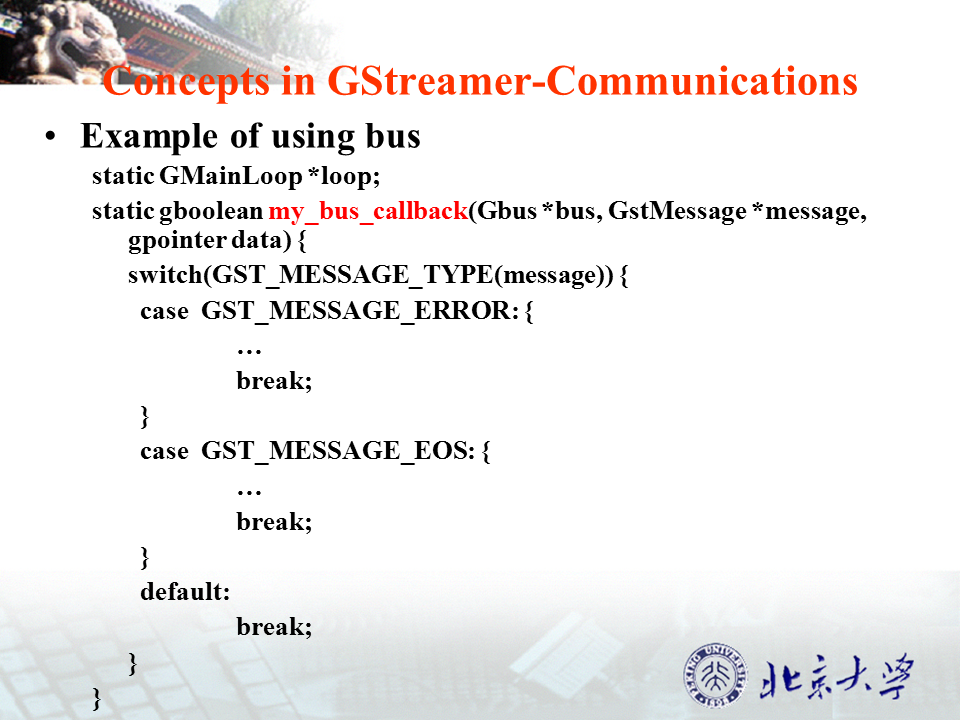 Concepts in GStreamer-Communications
• Example of using bus
static GMainLoop *loop;
static gboolean my_bus_callback(Gbus *bus, GstMessage *message,
gpointer data) {
switch(GST_MESSAGE_TYPE(message)) {
case GST_MESSAGE_ERROR: {
…
break;
}
case GST_MESSAGE_EOS: {
…
break;
}
default:
break;
}
}
PEKING UNIVERSITY
1898
北京大学